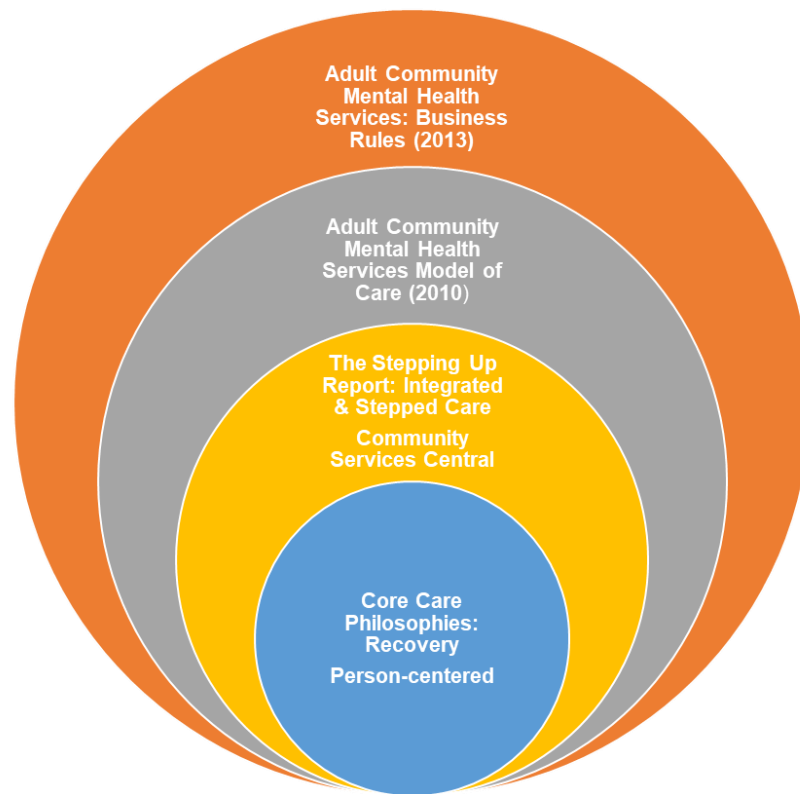 Adult Community
Mental Health
Services: Business
Rules (2013)
Adult Community
Mental Health
Services Model of
Care (2010)
The Stepping Up
Report: Integrated
& Stepped Care
Community
Services Central
Core Care
Philosophies:
Recovery
Person-centered